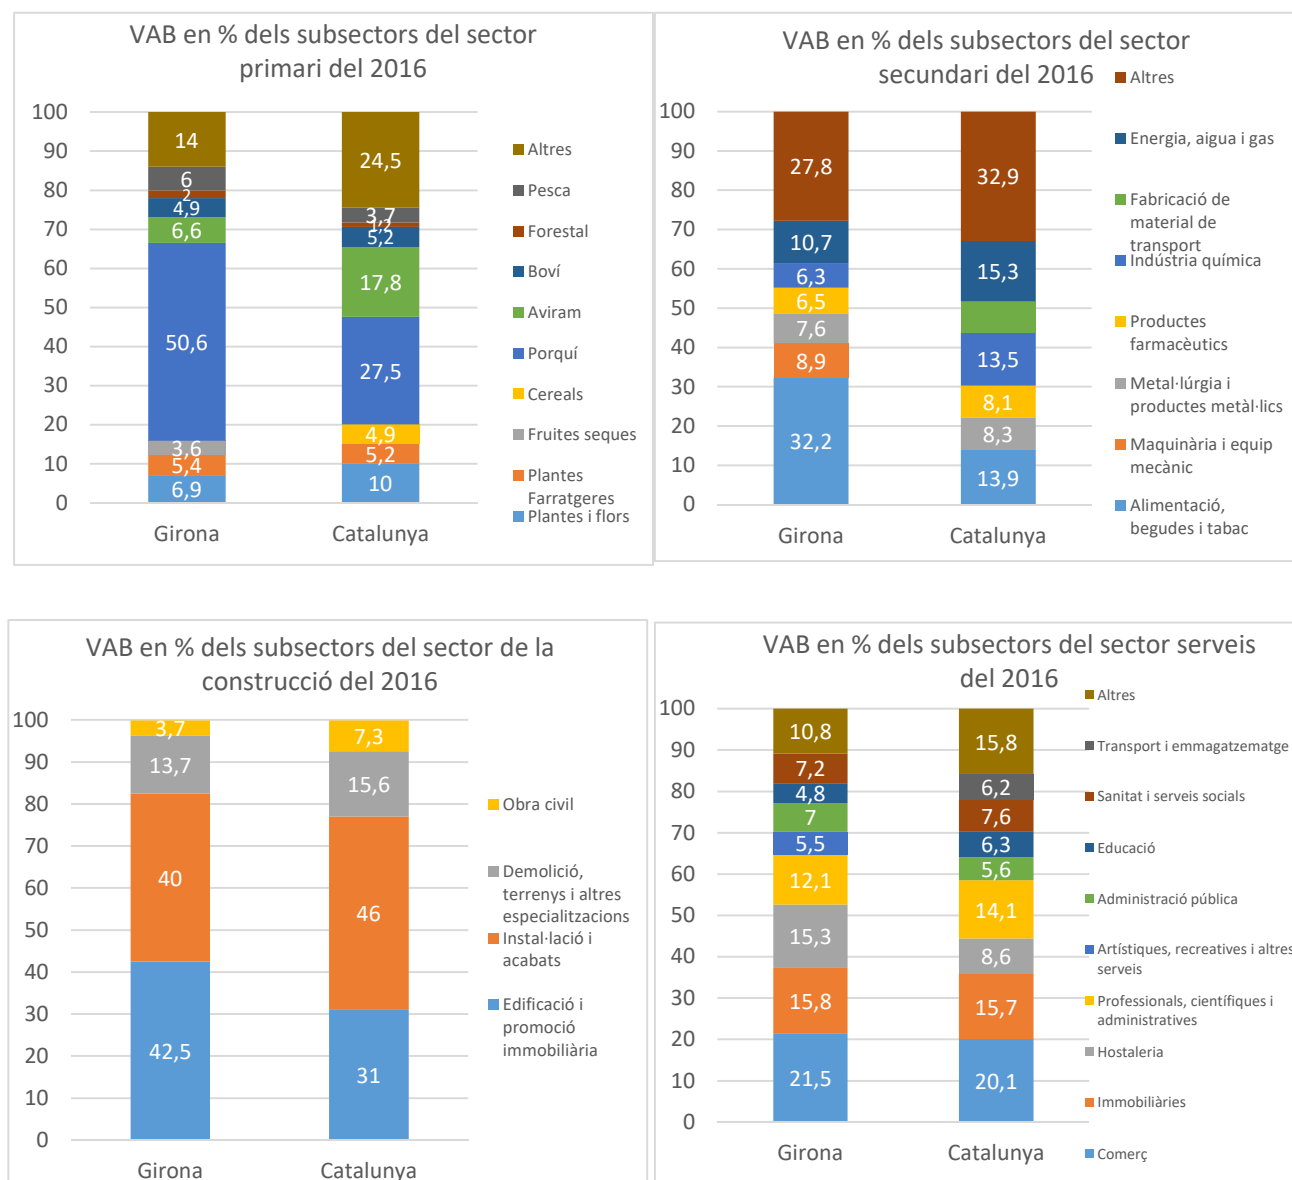 VAB en % dels subsectors del sector
primari del 2016
100
90
80
70
60
50
40
30
20
10
0
14
6
2
4,9
6,6
50,6
3,6
5,4
6,9
24,5
3,7
1,2
5,2
17,8
27,5
4,9
5,2
10
Girona
Catalunya
Altres
Pesca
Forestal
Boví
Aviram
Porquí
Cereals
Fruites seques
Plantes
Farratgeres
Plantes i flors
VAB en % dels subsectors del sector
secundari del 2016
100
90
80
70
60
50
40
30
20
10
0
27,8
10,7
6,3
6,5
7,6
8,9
32,2
32,9
15,3
13,5
8,1
8,3
13,9
Girona
Catalunya
Altres
Energia, aigua i gas
Fabricació de
material de
transport
Indústria química
Productes
farmacèutics
Metal·lúrgia i
productes metàl·lics
Maquinària i equip
mecànic
Alimentació,
begudes i tabac
VAB en % dels subsectors del sector de la
construcció del 2016
100
90
80
70
60
50
40
30
20
10
0
3,7
13,7
40
42,5
7,3
15,6
46
31
Girona
Catalunya
Obra civil
Demolició,
terrenys i altres
especialitzacions
Instal·lació i
acabats
Edificació i
promoció
immobiliària
VAB en % dels subsectors del sector serveis
del 2016
100
90
80
70
60
50
40
30
20
10
0
10,8
7,2
4,8
7
5,5
12,1
15,3
15,8
21,5
15,8
6,2
7,6
6,3
5,6
14,1
8,6
15,7
20,1
Girona
Catalunya
Altres
Transport i emmagatzematge
Sanitat i serveis socials
Educació
Administració pública
Artístiques, recreatives i altres
serveis
Professionals, científiques i
administratives
Hostaleria
Immobiliàries
Comerç